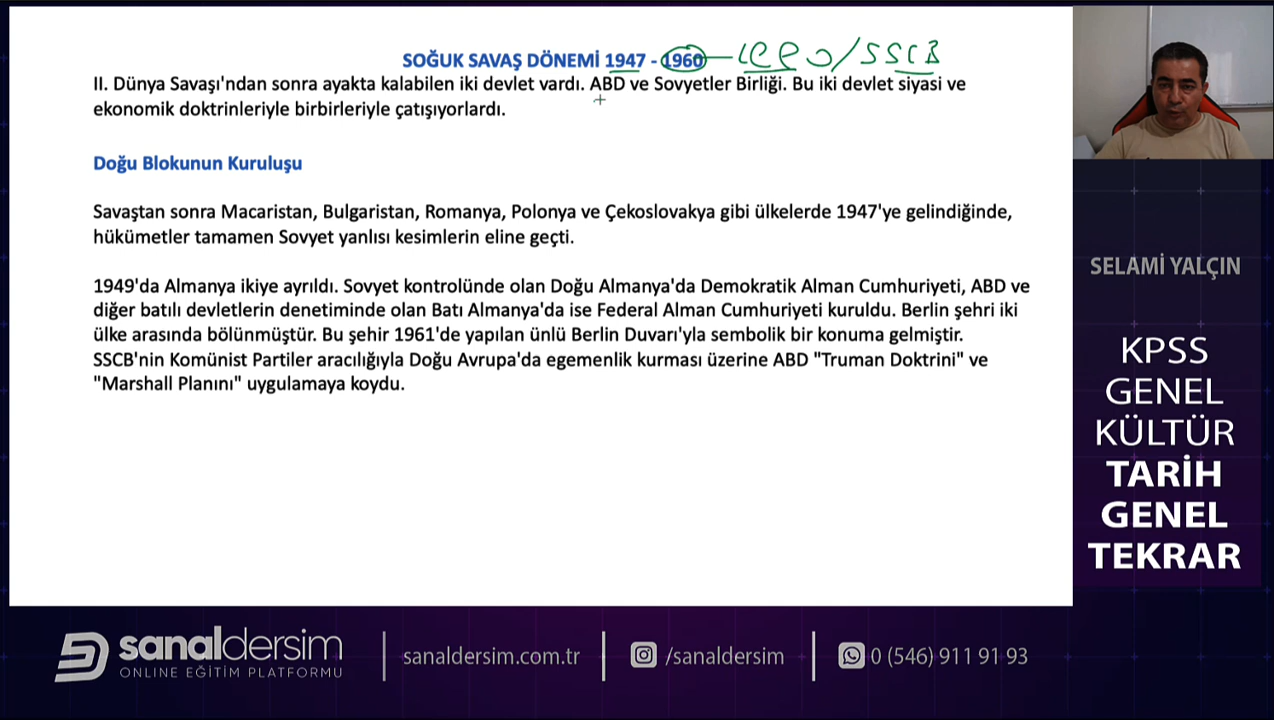 SOĞUK SAVAŞ DÖNEMİ 1947 - 1960 1990/SSCB
II. Dünya Savaşı'ndan sonra ayakta kalabilen iki devlet vardı. ABD ve Sovyetler Birliği. Bu iki devlet siyasi ve
ekonomik doktrinleriyle birbirleriyle çatışıyorlardı.
Doğu Blokunun Kuruluşu
Savaştan sonra Macaristan, Bulgaristan, Romanya, Polonya ve Çekoslovakya gibi ülkelerde 1947'ye gelindiğinde,
hükümetler tamamen Sovyet yanlısı kesimlerin eline geçti.
1949'da Almanya ikiye ayrıldı. Sovyet kontrolünde olan Doğu Almanya'da Demokratik Alman Cumhuriyeti, ABD ve
diğer batılı devletlerin denetiminde olan Batı Almanya'da ise Federal Alman Cumhuriyeti kuruldu. Berlin şehri iki
ülke arasında bölünmüştür. Bu şehir 1961'de yapılan ünlü Berlin Duvarı'yla sembolik bir konuma gelmiştir.
SSCB'nin Komünist Partiler aracılığıyla Doğu Avrupa'da egemenlik kurması üzerine ABD "Truman Doktrini" ve
"Marshall Planını" uygulamaya koydu.
SELAMİ YALÇIN
KPSS
GENEL
KÜLTÜR
TARİH
GENEL
TEKRAR
sanaldersim
ONLINE EĞİTİM PLATFORMU
sanaldersim.com.tr
/sanaldersim
0 (546) 911 91 93